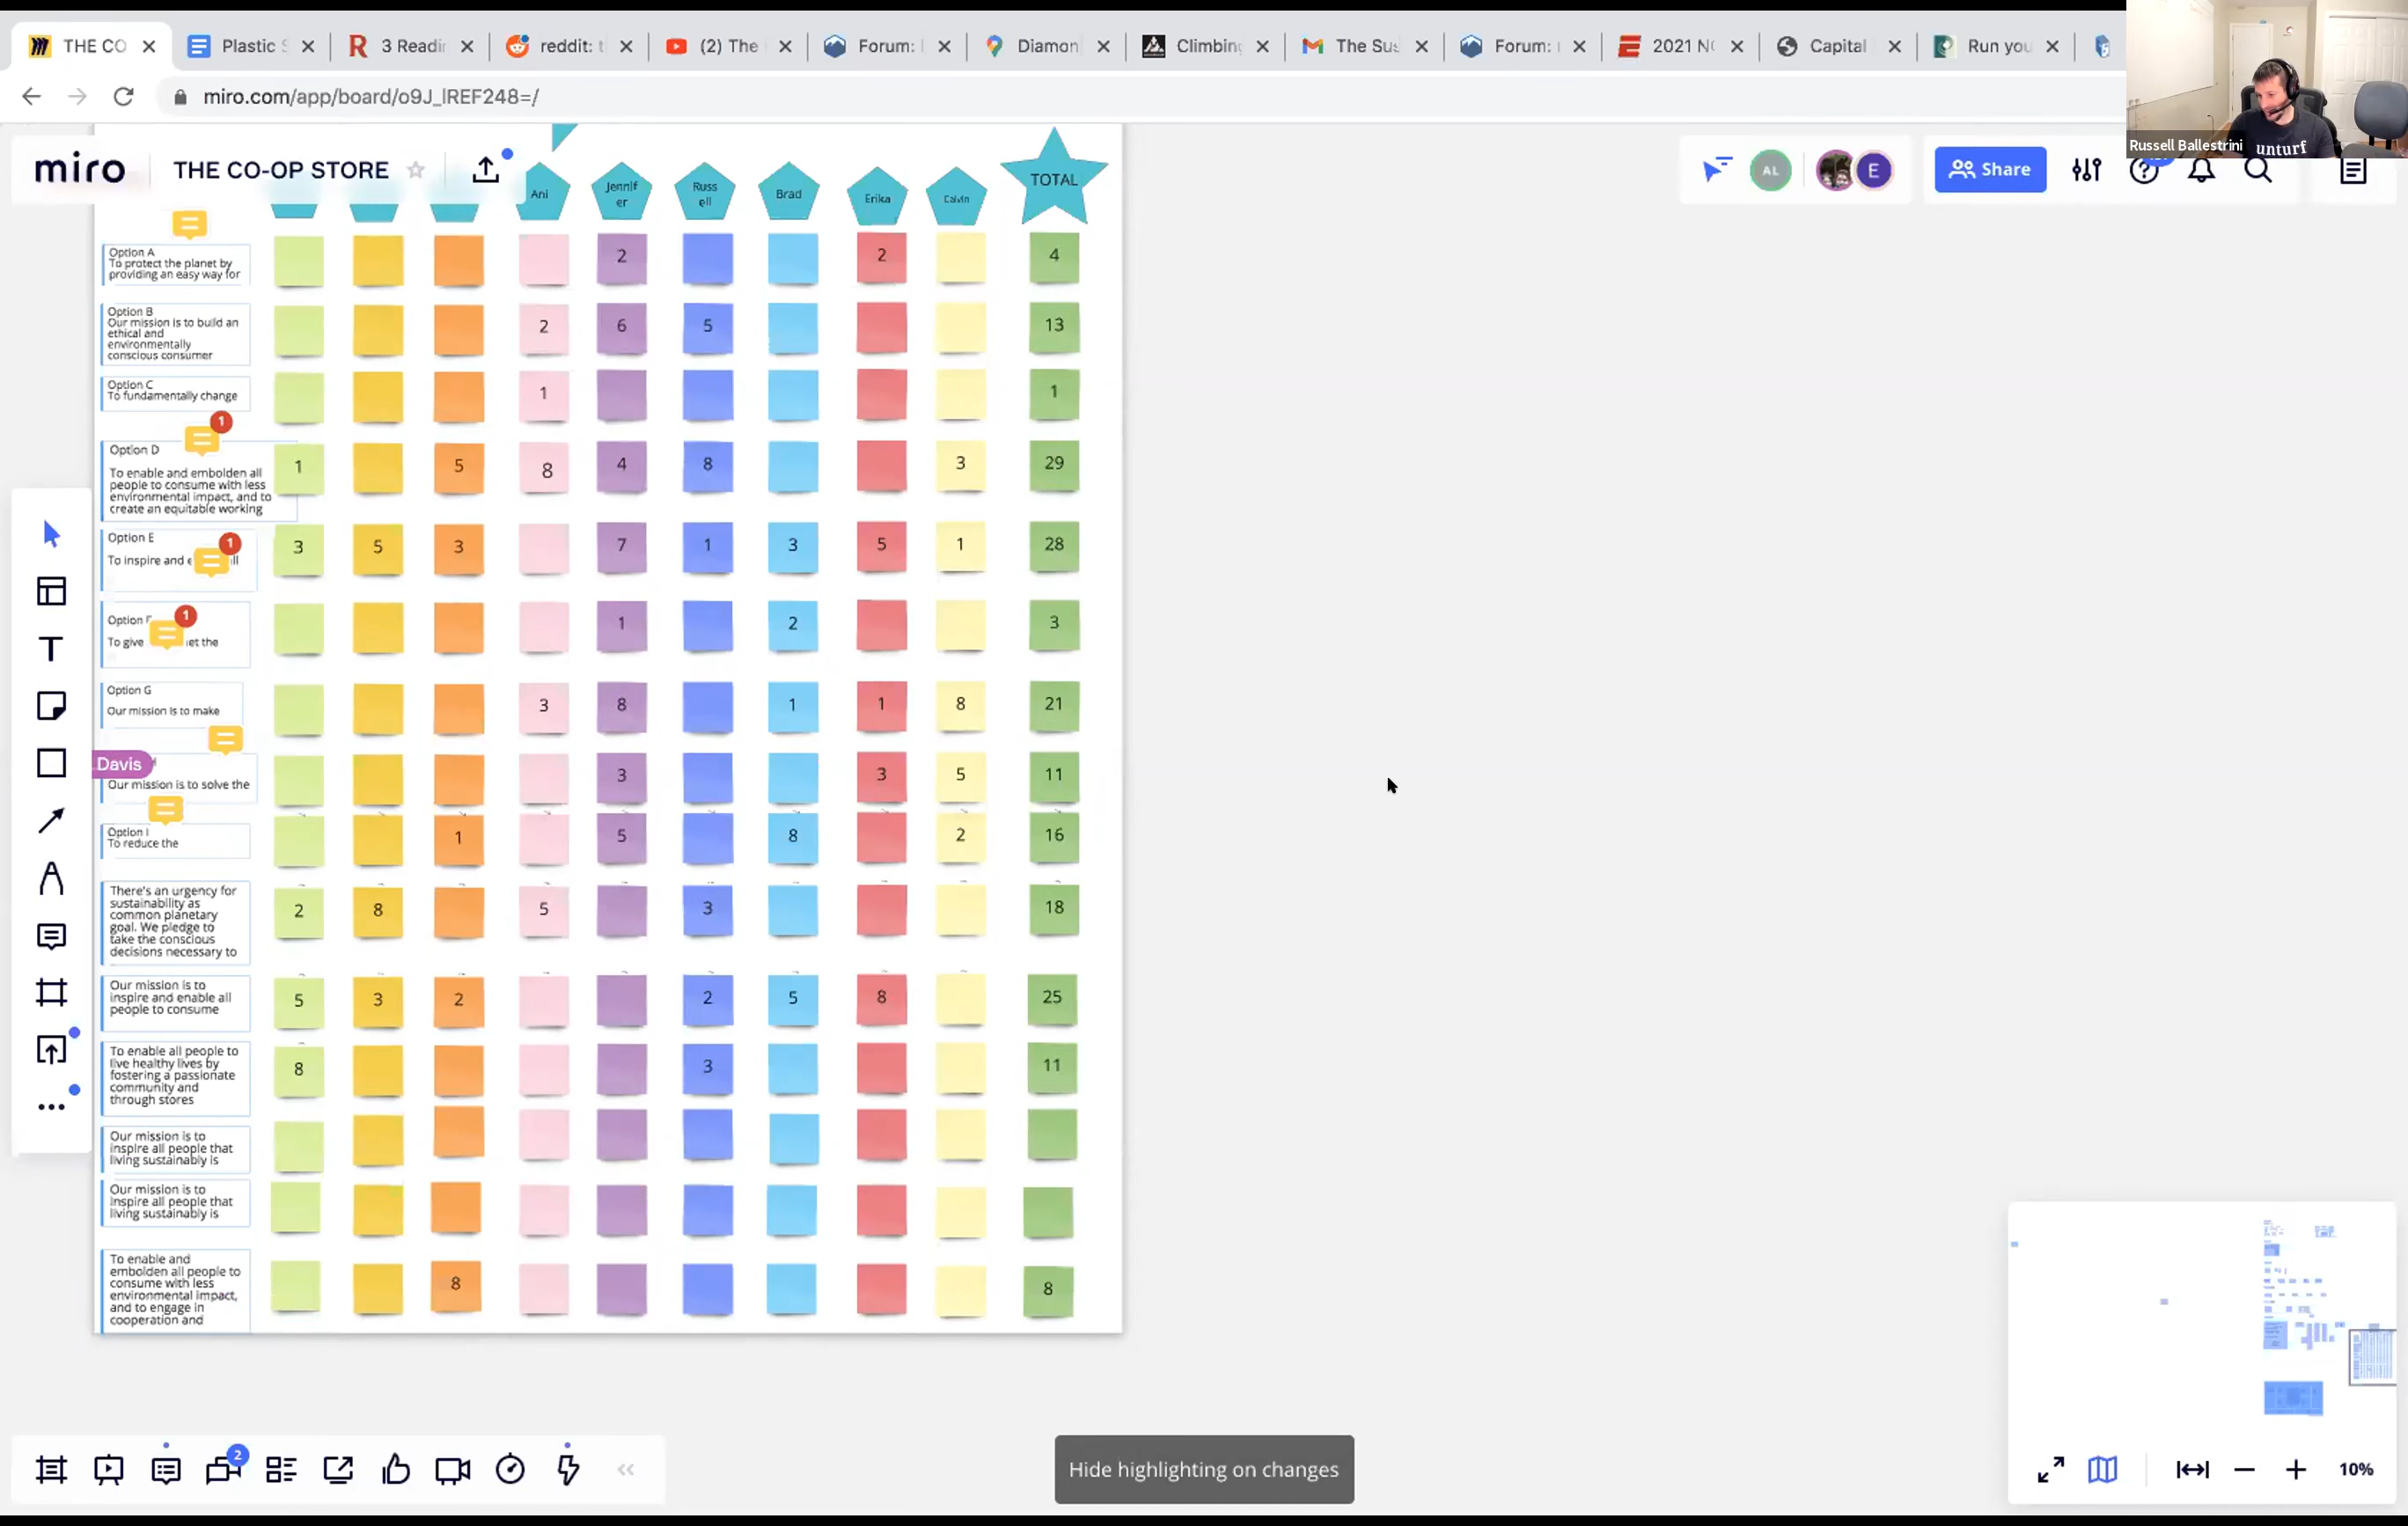 THE CO
Plastic
3 Readi
reddit: t
(2) The
Forum:
Diamon
Climbing
The Sus
Forum:
2021 N
Capital
Run you
miro.com/app/board/o9J_lREF248=/
Russell Ballestrini
unturf
miro
THE CO-OP STORE
AL
E
Share
Ani
Jennifer
Russell
Brad
Erika
Calvin
TOTAL
Option A
To protect the planet by
providing an easy way for
2 2 4
Option B
Our mission is to build an
ethical and
environmentally
conscious consumer
2 6 5 13
Option C
To fundamentally change
1 1
1
Option D
To enable and embolden all
people to consume with less
environmental impact, and to
create an equitable working
1 5 8 4 8 3 29
Option E
1
To inspire and
3 5 3 7 1 3 5 1 28
Option
1
To give the
1 2 3
Option G
Our mission is to make
3 8 1 1 8 21
Davis
Our mission is to solve the
3 3 5 11
Option I
To reduce the
1 5 8 2 16
There's an urgency for
sustainability as
common planetary
goal. We pledge to
take the conscious
decisions necessary to
2 8 5 3 18
Our mission is to
inspire and enable all
people to consume
5 3 2 2 5 8 25
To enable all people to
live healthy lives by
fostering a passionate
community and
through stores
8 3 11
Our mission is to
inspire all people that
living sustainably is
Our mission is to
inspire all people that
living sustainably is
To enable and
embolden all people to
consume with less
environmental impact,
and to engage in
cooperation and
8 8
2
Hide highlighting on changes
10%